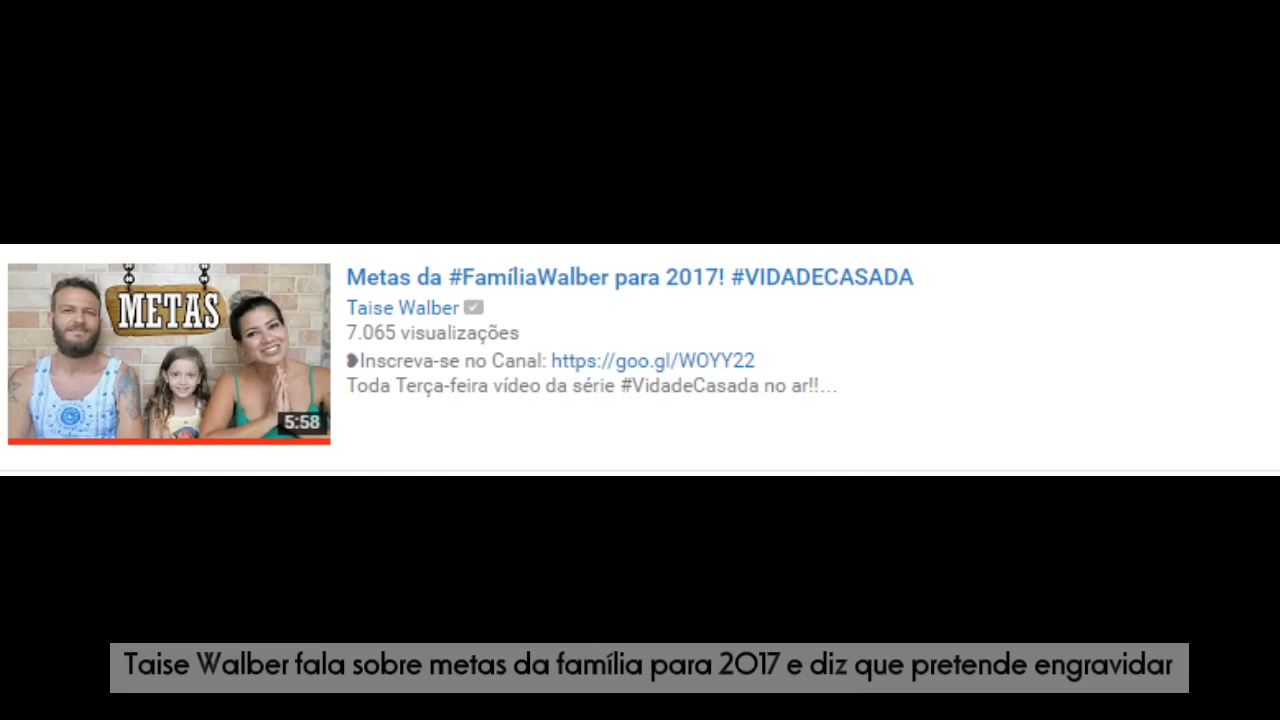 METAS
5:58
Metas da #FamíliaWalber para 2017! #VIDADECASADA
Taise Walber
7.065 visualizações
❥Inscreva-se no Canal: https://goo.gl/WOYY22
Toda Terça-feira vídeo da série #VidadeCasada no ar!!...
Taise Walber fala sobre metas da família para 2017 e diz que pretende engravidar